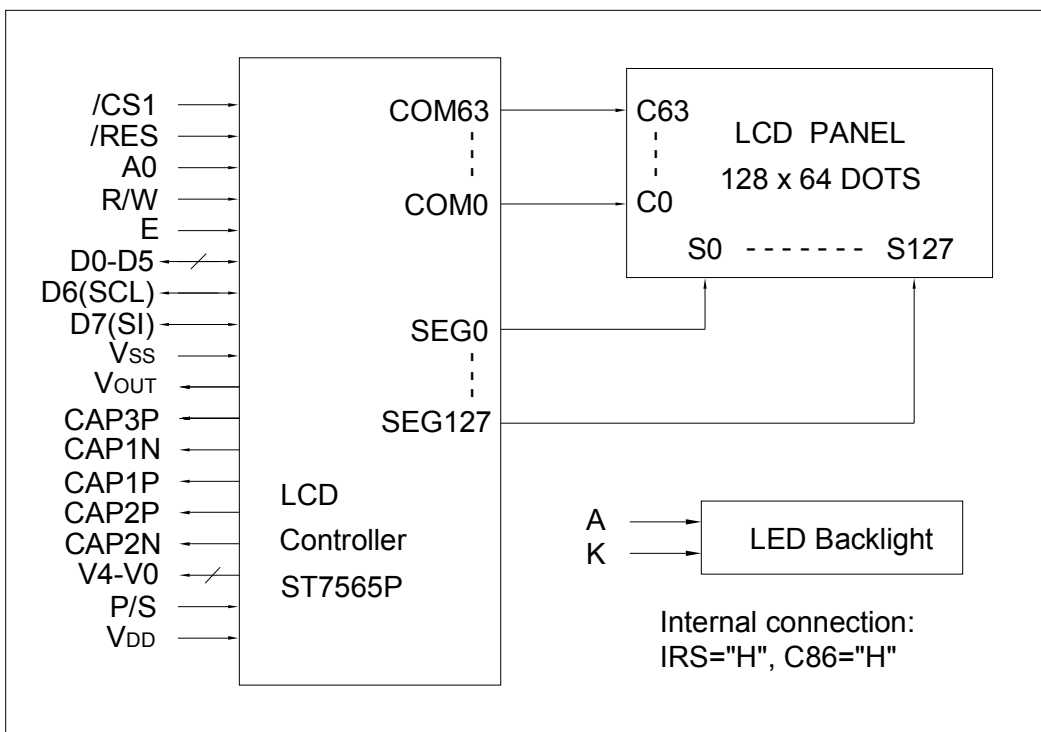 /CS1
/RES
A0
R/W
E
D0-D5
D6(SCL)
D7(SI)
VSS
VOUT
CAP3P
CAP1N
CAP1P
CAP2P
CAP2N
V4-V0
P/S
VDD
COM63
COM0
SEG0
SEG127
LCD
Controller
ST7565P
C63
LCD PANEL
128 x 64 DOTS
C0
S0 - - - - - - - S127
A
K
LED Backlight
Internal connection:
IRS="H", C86="H"